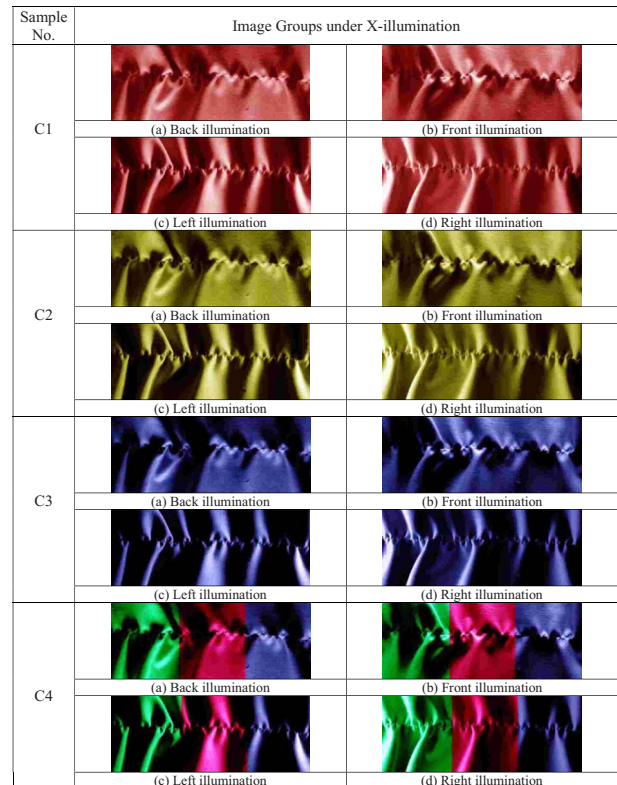 Sample
No.
Image Groups under X-illumination
C1
(a) Back illumination
(b) Front illumination
(c) Left illumination
(d) Right illumination
C2
(a) Back illumination
(b) Front illumination
(c) Left illumination
(d) Right illumination
C3
(a) Back illumination
(b) Front illumination
(c) Left illumination
(d) Right illumination
C4
(a) Back illumination
(b) Front illumination
(c) Left illumination
(d) Right illumination